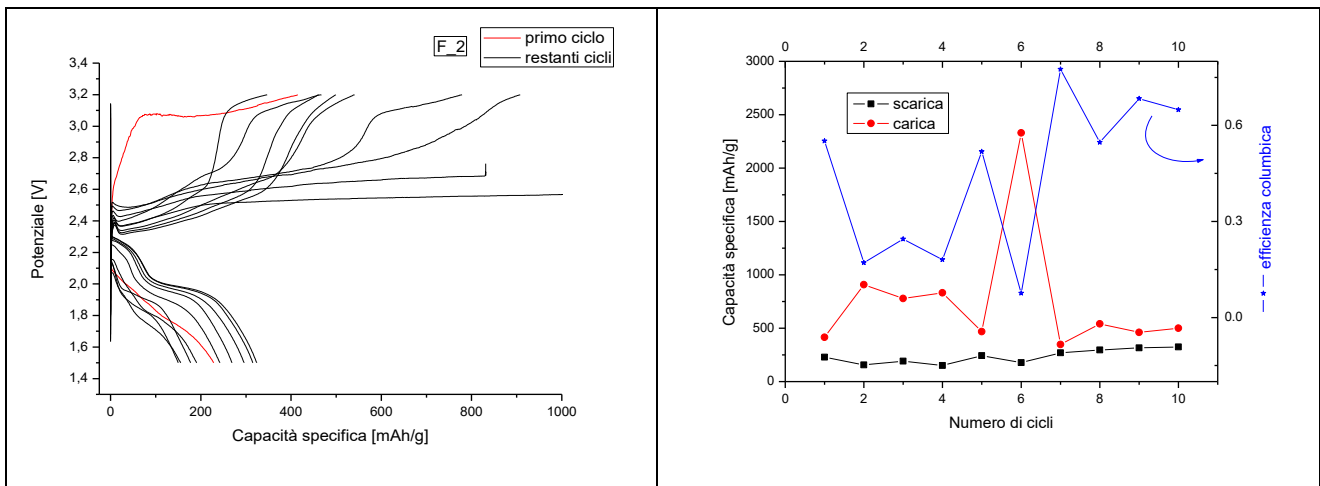 F_2
primo ciclo
restanti cicli
3,4
3,2
3,0
2,8
2,6
2,4
2,2
2,0
1,8
1,6
1,4
Potenziale [V]
0 200 400 600 800 1000
Capacità specifica [mAh/g]
0 2 4 6 8 10
3000
2500
2000
1500
1000
500
0
Capacità specifica [mAh/g]
scarica
carica
0.6
0.3
0.0
efficienza columbica
0 2 4 6 8 10
Numero di cicli